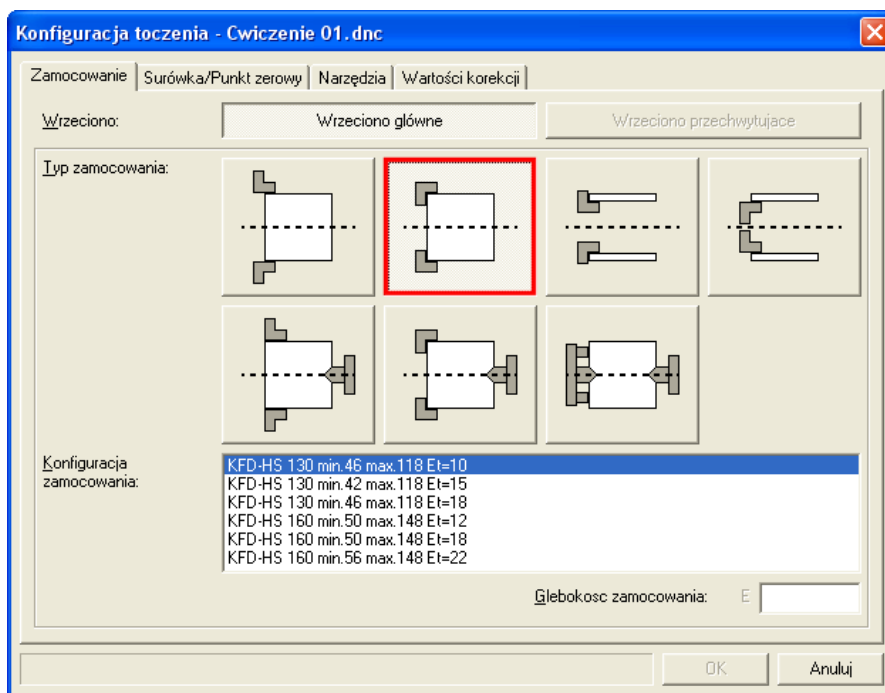 Konfiguracja toczenia - Cwiczenie 01.dnc
Zamocowanie Surówka/Punkt zerowy Narzędzia Wartości korekcji
Wrzeciono: Wrzeciono glówne Wrzeciono przechwytujace
Typ zamocowania:
Konfiguracja zamocowania:
KFD-HS 130 min.46 max.118 Et=10
KFD-HS 130 min.42 max.118 Et=15
KFD-HS 130 min.46 max.118 Et=18
KFD-HS 160 min.50 max.148 Et=12
KFD-HS 160 min.50 max.148 Et=18
KFD-HS 160 min.56 max.148 Et=22
Glebokosc zamocowania: E
OK Anuluj